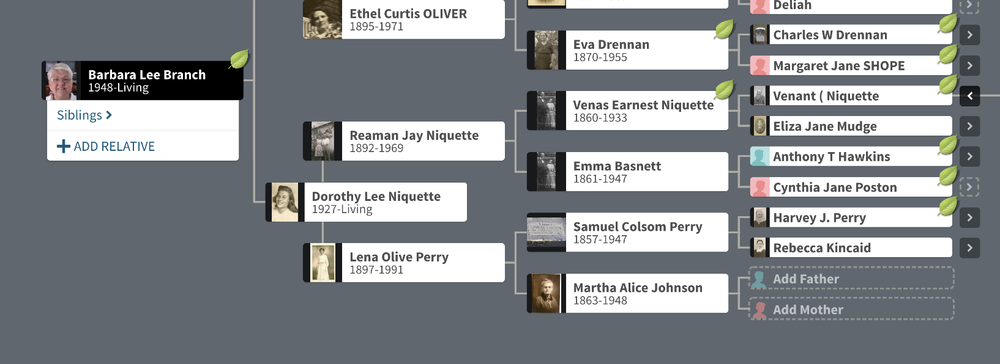 Ethel Curtis OLIVER
1895-1971
Deliah
Charles W Drennan
Eva Drennan
1870-1955
Margaret Jane SHOPE
Barbara Lee Branch
1948-Living
Siblings
ADD RELATIVE
Venant ( Niquette
Venas Earnest Niquette
1860-1933
Eliza Jane Mudge
Reaman Jay Niquette
1892-1969
Anthony T Hawkins
Emma Basnett
1861-1947
Cynthia Jane Poston
Dorothy Lee Niquette
1927-Living
Harvey J. Perry
Samuel Colsom Perry
1857-1947
Rebecca Kincaid
Lena Olive Perry
1897-1991
Add Father
Martha Alice Johnson
1863-1948
Add Mother